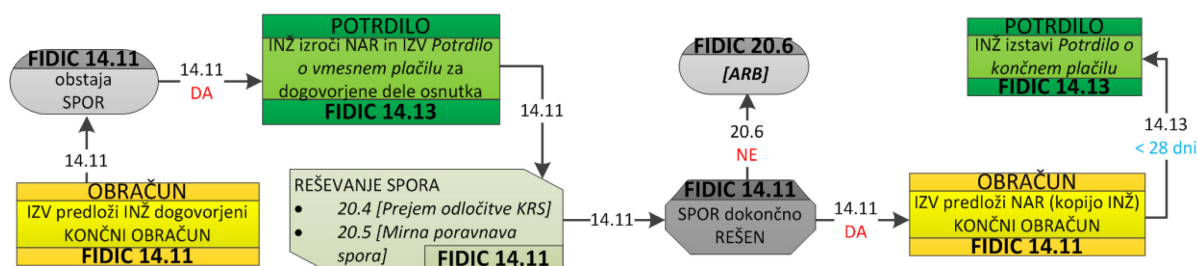 FIDIC 14.11
obstaja
SPOR
14.11
DA
POTRDILO
INŽ izroči NAR in IZV Potrdilo
o vmesnem plačilu za
dogovorjene dele osnutka
FIDIC 14.13
14.11
14.11
OBRAČUN
IZV predloži INŽ dogovorjeni
KONČNI OBRAČUN
FIDIC 14.11
REŠEVANJE SPORA
• 20.4 [Prejem odločitve KRS]
• 20.5 [Mirna poravnava
spora]
FIDIC 14.11
14.11
FIDIC 20.6
[ARB]
20.6
NE
FIDIC 14.11
SPOR dokončno
REŠEN
14.11
DA
OBRAČUN
IZV predloži NAR (kopijo INŽ)
KONČNI OBRAČUN
FIDIC 14.11
14.13
< 28 dni
POTRDILO
INŽ izstavi Potrdilo o
končnem plačilu
FIDIC 14.13